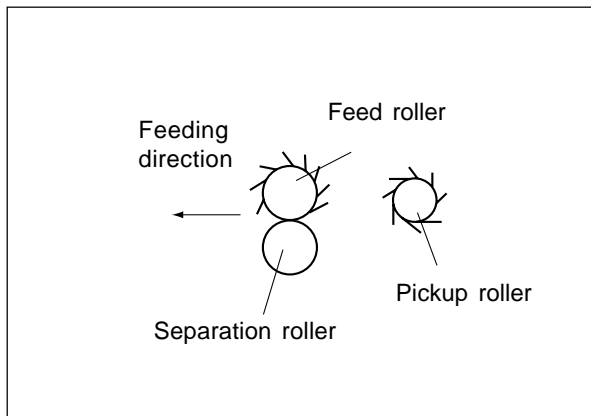 Feed roller
Feeding
direction
Pickup roller
Separation roller